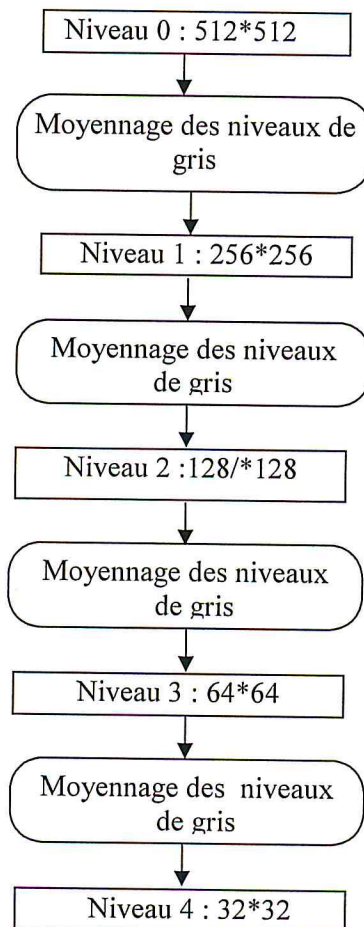 Niveau 0 : 512*512
Moyennage des niveaux de
gris
Niveau 1 : 256*256
Moyennage des niveaux
de gris
Niveau 2 :128/*128
Moyennage des niveaux
de gris
Niveau 3 : 64*64
Moyennage des niveaux
de gris
Niveau 4 : 32*32